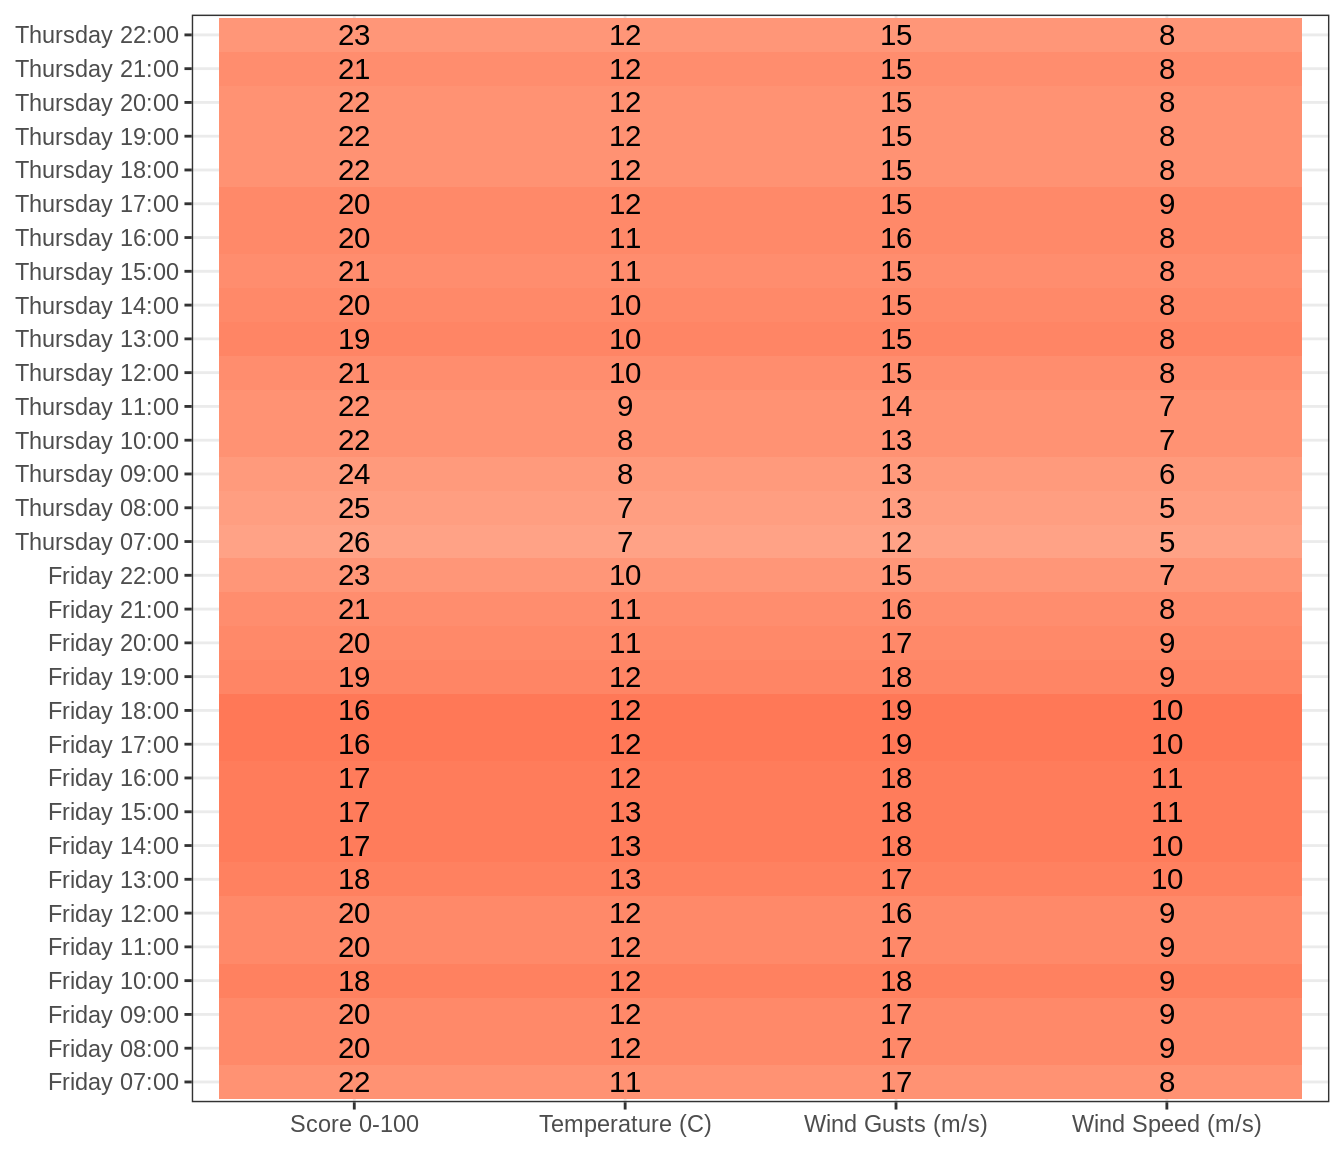 Thursday 22:00 23 12 15 8
Thursday 21:00 21 12 15 8
Thursday 20:00 22 12 15 8
Thursday 19:00 22 12 15 8
Thursday 18:00 22 12 15 8
Thursday 17:00 20 12 15 9
Thursday 16:00 20 11 16 8
Thursday 15:00 21 11 15 8
Thursday 14:00 20 10 15 8
Thursday 13:00 19 10 15 8
Thursday 12:00 21 10 15 8
Thursday 11:00 22 9 14 7
Thursday 10:00 22 8 13 7
Thursday 09:00 24 8 13 6
Thursday 08:00 25 7 13 5
Thursday 07:00 26 7 12 5
Friday 22:00 23 10 15 7
Friday 21:00 21 11 16 8
Friday 20:00 20 11 17 9
Friday 19:00 19 12 18 9
Friday 18:00 16 12 19 10
Friday 17:00 16 12 19 10
Friday 16:00 17 12 18 11
Friday 15:00 17 13 18 11
Friday 14:00 17 13 18 10
Friday 13:00 18 13 17 10
Friday 12:00 20 12 16 9
Friday 11:00 20 12 17 9
Friday 10:00 18 12 18 9
Friday 09:00 20 12 17 9
Friday 08:00 20 12 17 9
Friday 07:00 22 11 17 8
Score 0-100 Temperature (C) Wind Gusts (m/s) Wind Speed (m/s)